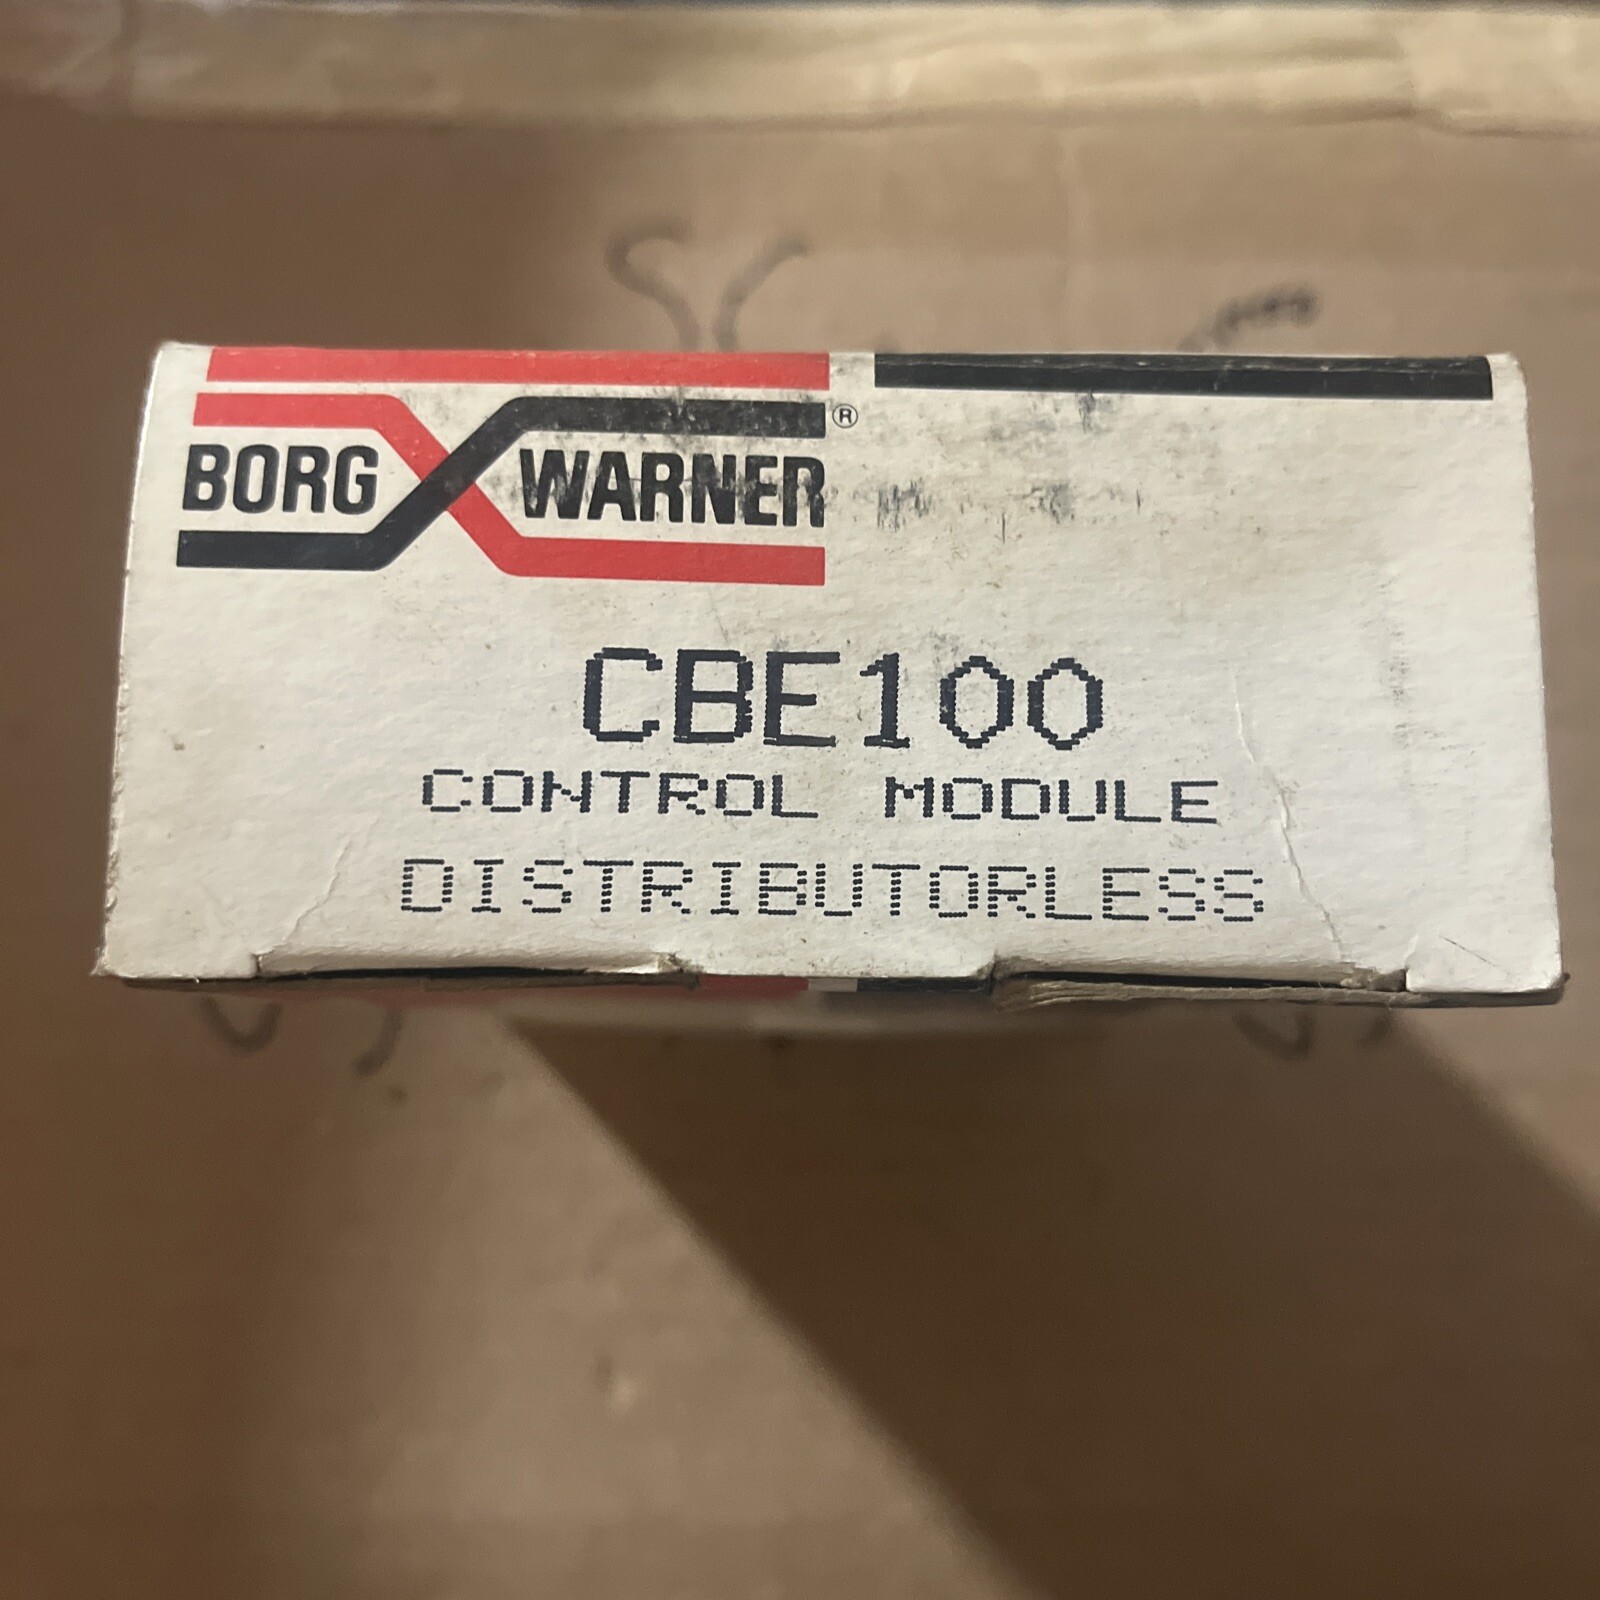 BORG WARNER ®
CBE100
CONTROL MODULE
DISTRIBUTORLESS